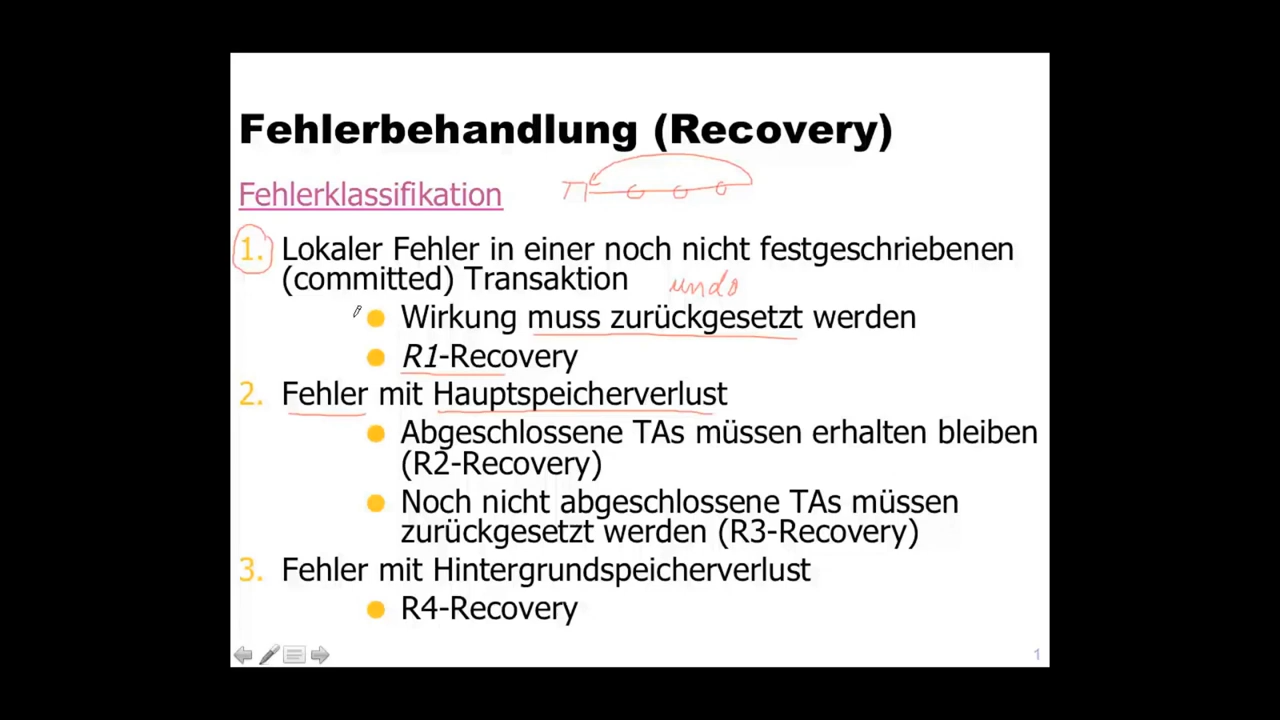 Fehlerbehandlung (Recovery)
Fehlerklassifikation
1. Lokaler Fehler in einer noch nicht festgeschriebenen
(committed) Transaktion
undo
Wirkung muss zurückgesetzt werden
R1-Recovery
2. Fehler mit Hauptspeicherverlust
Abgeschlossene TAs müssen erhalten bleiben
(R2-Recovery)
Noch nicht abgeschlossene TAs müssen
zurückgesetzt werden (R3-Recovery)
3. Fehler mit Hintergrundspeicherverlust
R4-Recovery
1